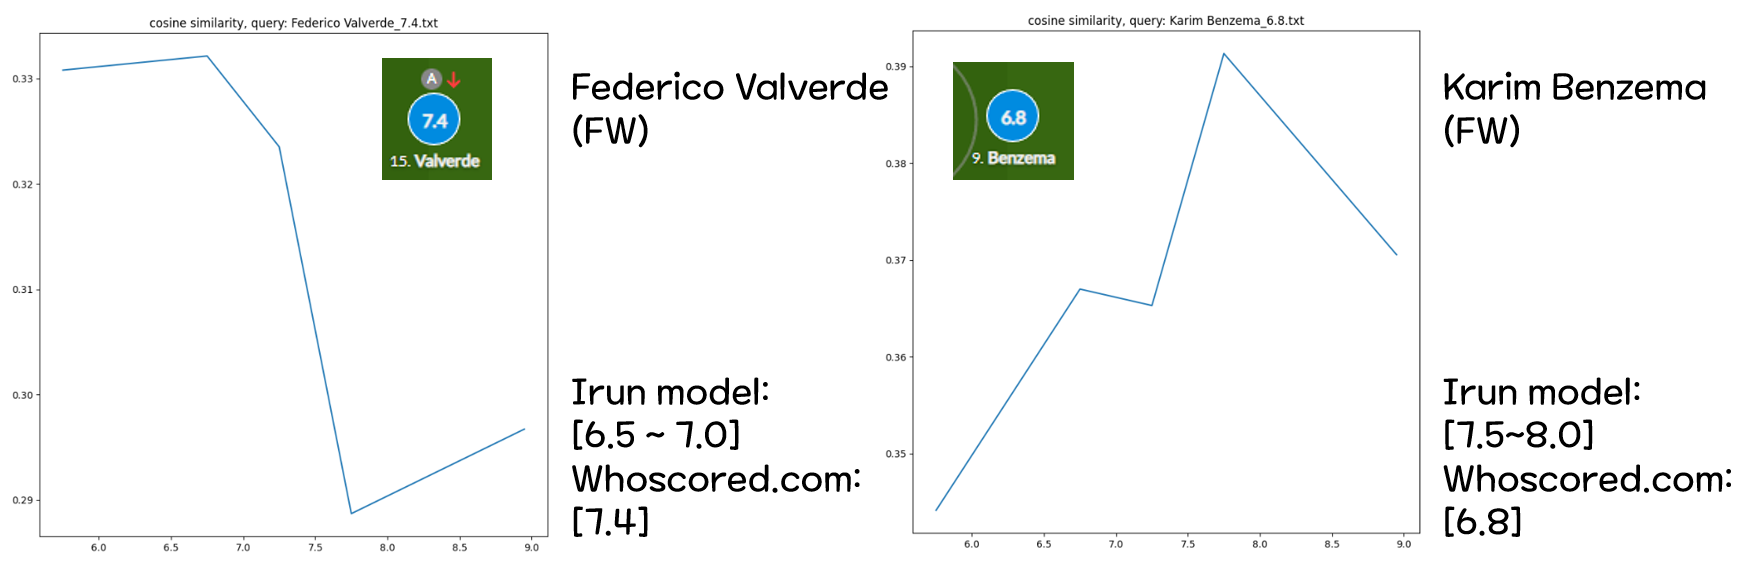 cosine similarity, query: Federico Valverde_7.4.txt
0.33
0.32
0.31
0.30
0.29
6.0 6.5 7.0 7.5 8.0 8.5 9.0
A
7.4
15. Valverde
Federico Valverde
(FW)
Irun model:
[6.5 ~ 7.0]
Whoscored.com:
[7.4]
cosine similarity, query: Karim Benzema_6.8.txt
0.39
0.38
0.37
0.36
0.35
6.0 6.5 7.0 7.5 8.0 8.5 9.0
6.8
9. Benzema
Karim Benzema
(FW)
Irun model:
[7.5~8.0]
Whoscored.com:
[6.8]